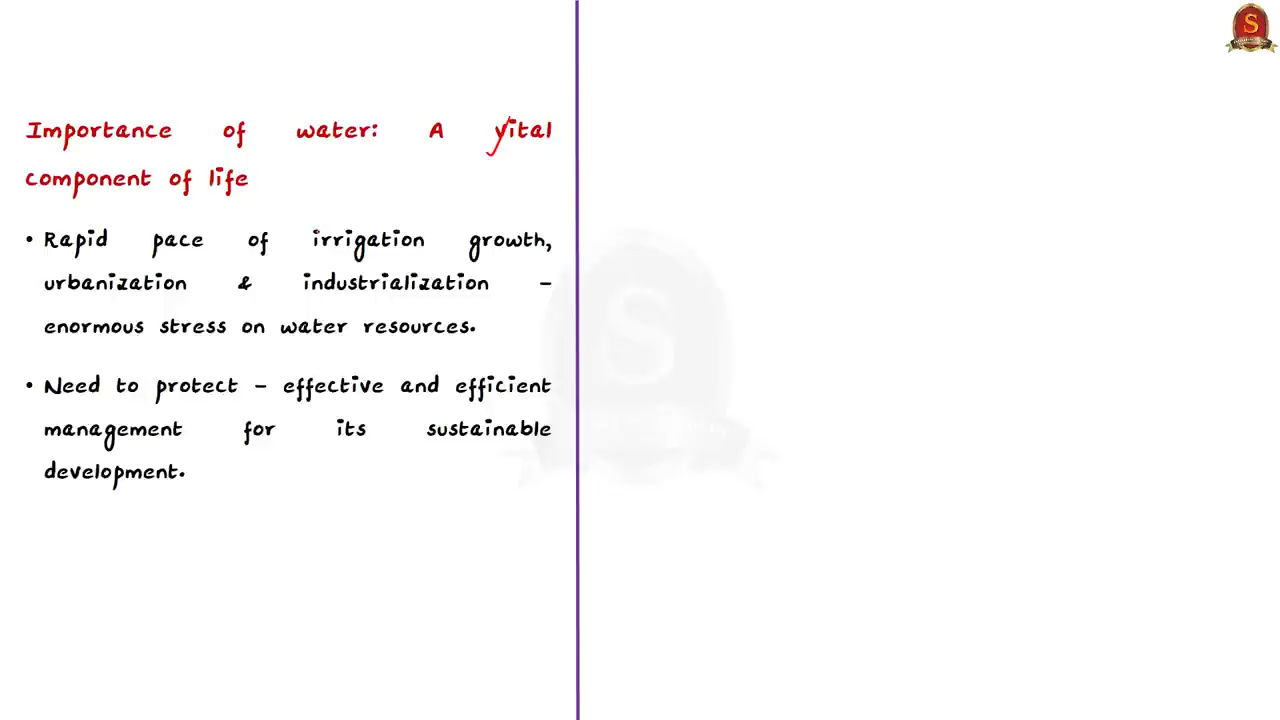 S
Importance of water: A vital
component of life
• Rapid pace of irrigation growth,
urbanization & industrialization –
enormous stress on water resources.
• Need to protect – effective and efficient
management for its sustainable
development.
S